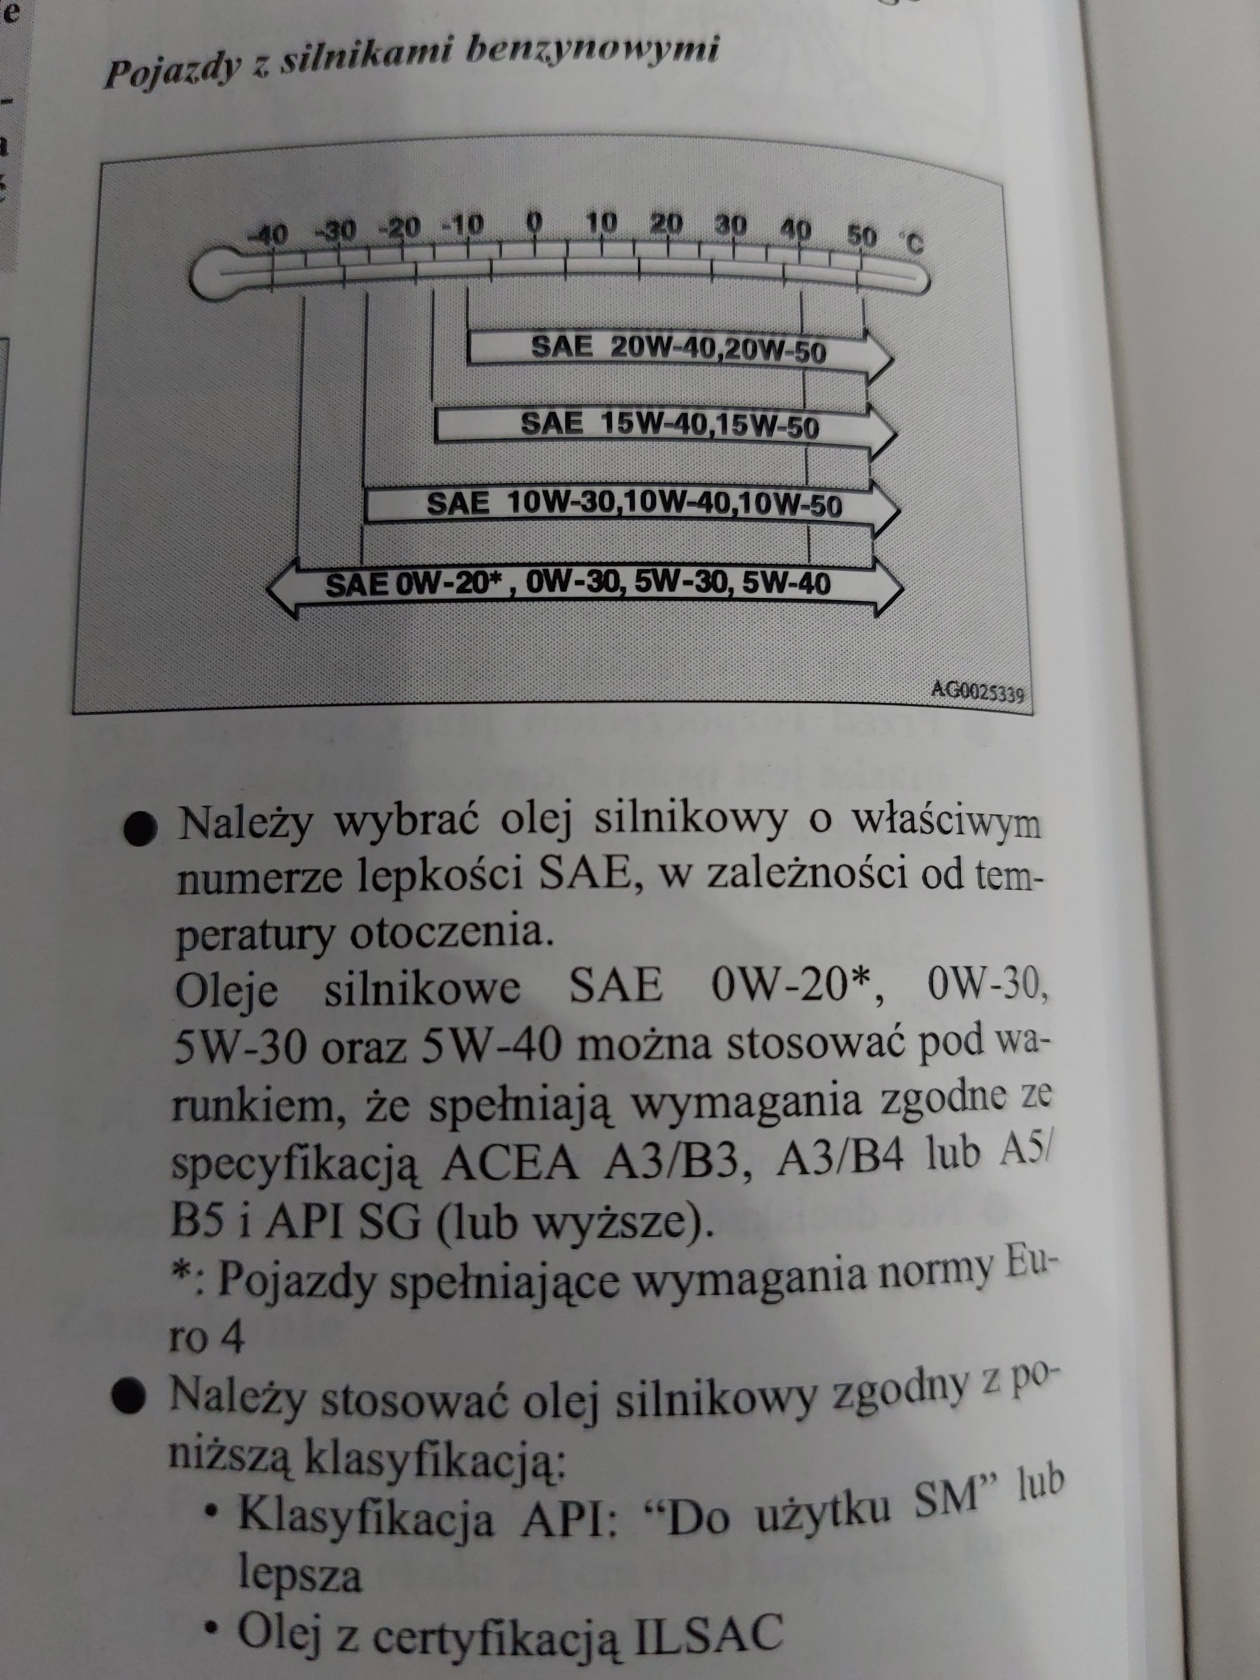 Pojazdy z silnikami benzynowymi
-40 -30 -20 -10 0 10 20 30 40 50 °C
SAE 20W-40,20W-50
SAE 15W-40,15W-50
SAE 10W-30,10W-40,10W-50
SAE 0W-20*, 0W-30, 5W-30, 5W-40
AG0025339
● Należy wybrać olej silnikowy o właściwym
numerze lepkości SAE, w zależności od tem-
peratury otoczenia.
Oleje silnikowe SAE 0W-20*, 0W-30,
5W-30 oraz 5W-40 można stosować pod wa-
runkiem, że spełniają wymagania zgodne ze
specyfikacją ACEA A3/B3, A3/B4 lub A5/
B5 i API SG (lub wyższe).
*: Pojazdy spełniające wymagania normy Eu-
ro 4
● Należy stosować olej silnikowy zgodny z po-
niższą klasyfikacją:
• Klasyfikacja API: “Do użytku SM” lub
lepsza
• Olej z certyfikacją ILSAC